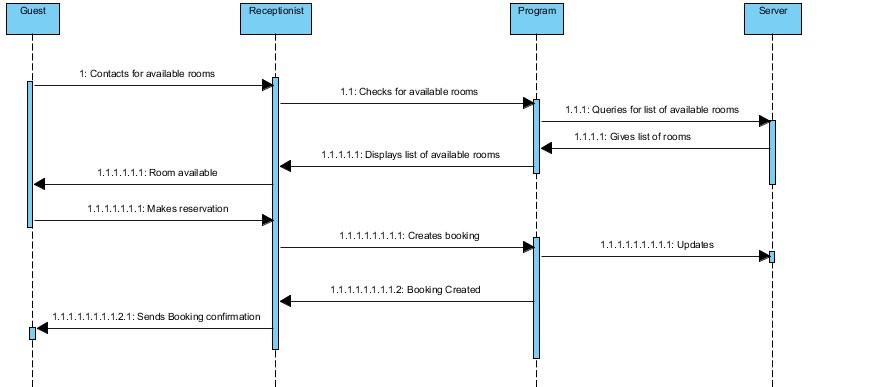 Guest
Receptionist
Program
Server
1: Contacts for available rooms
1.1: Checks for available rooms
1.1.1: Queries for list of available rooms
1.1.1.1: Gives list of rooms
1.1.1.1.1: Displays list of available rooms
1.1.1.1.1.1: Room available
1.1.1.1.1.1.1: Makes reservation
1.1.1.1.1.1.1.1: Creates booking
1.1.1.1.1.1.1.1.1: Updates
1.1.1.1.1.1.1.1.2: Booking Created
1.1.1.1.1.1.1.1.2.1: Sends Booking confirmation